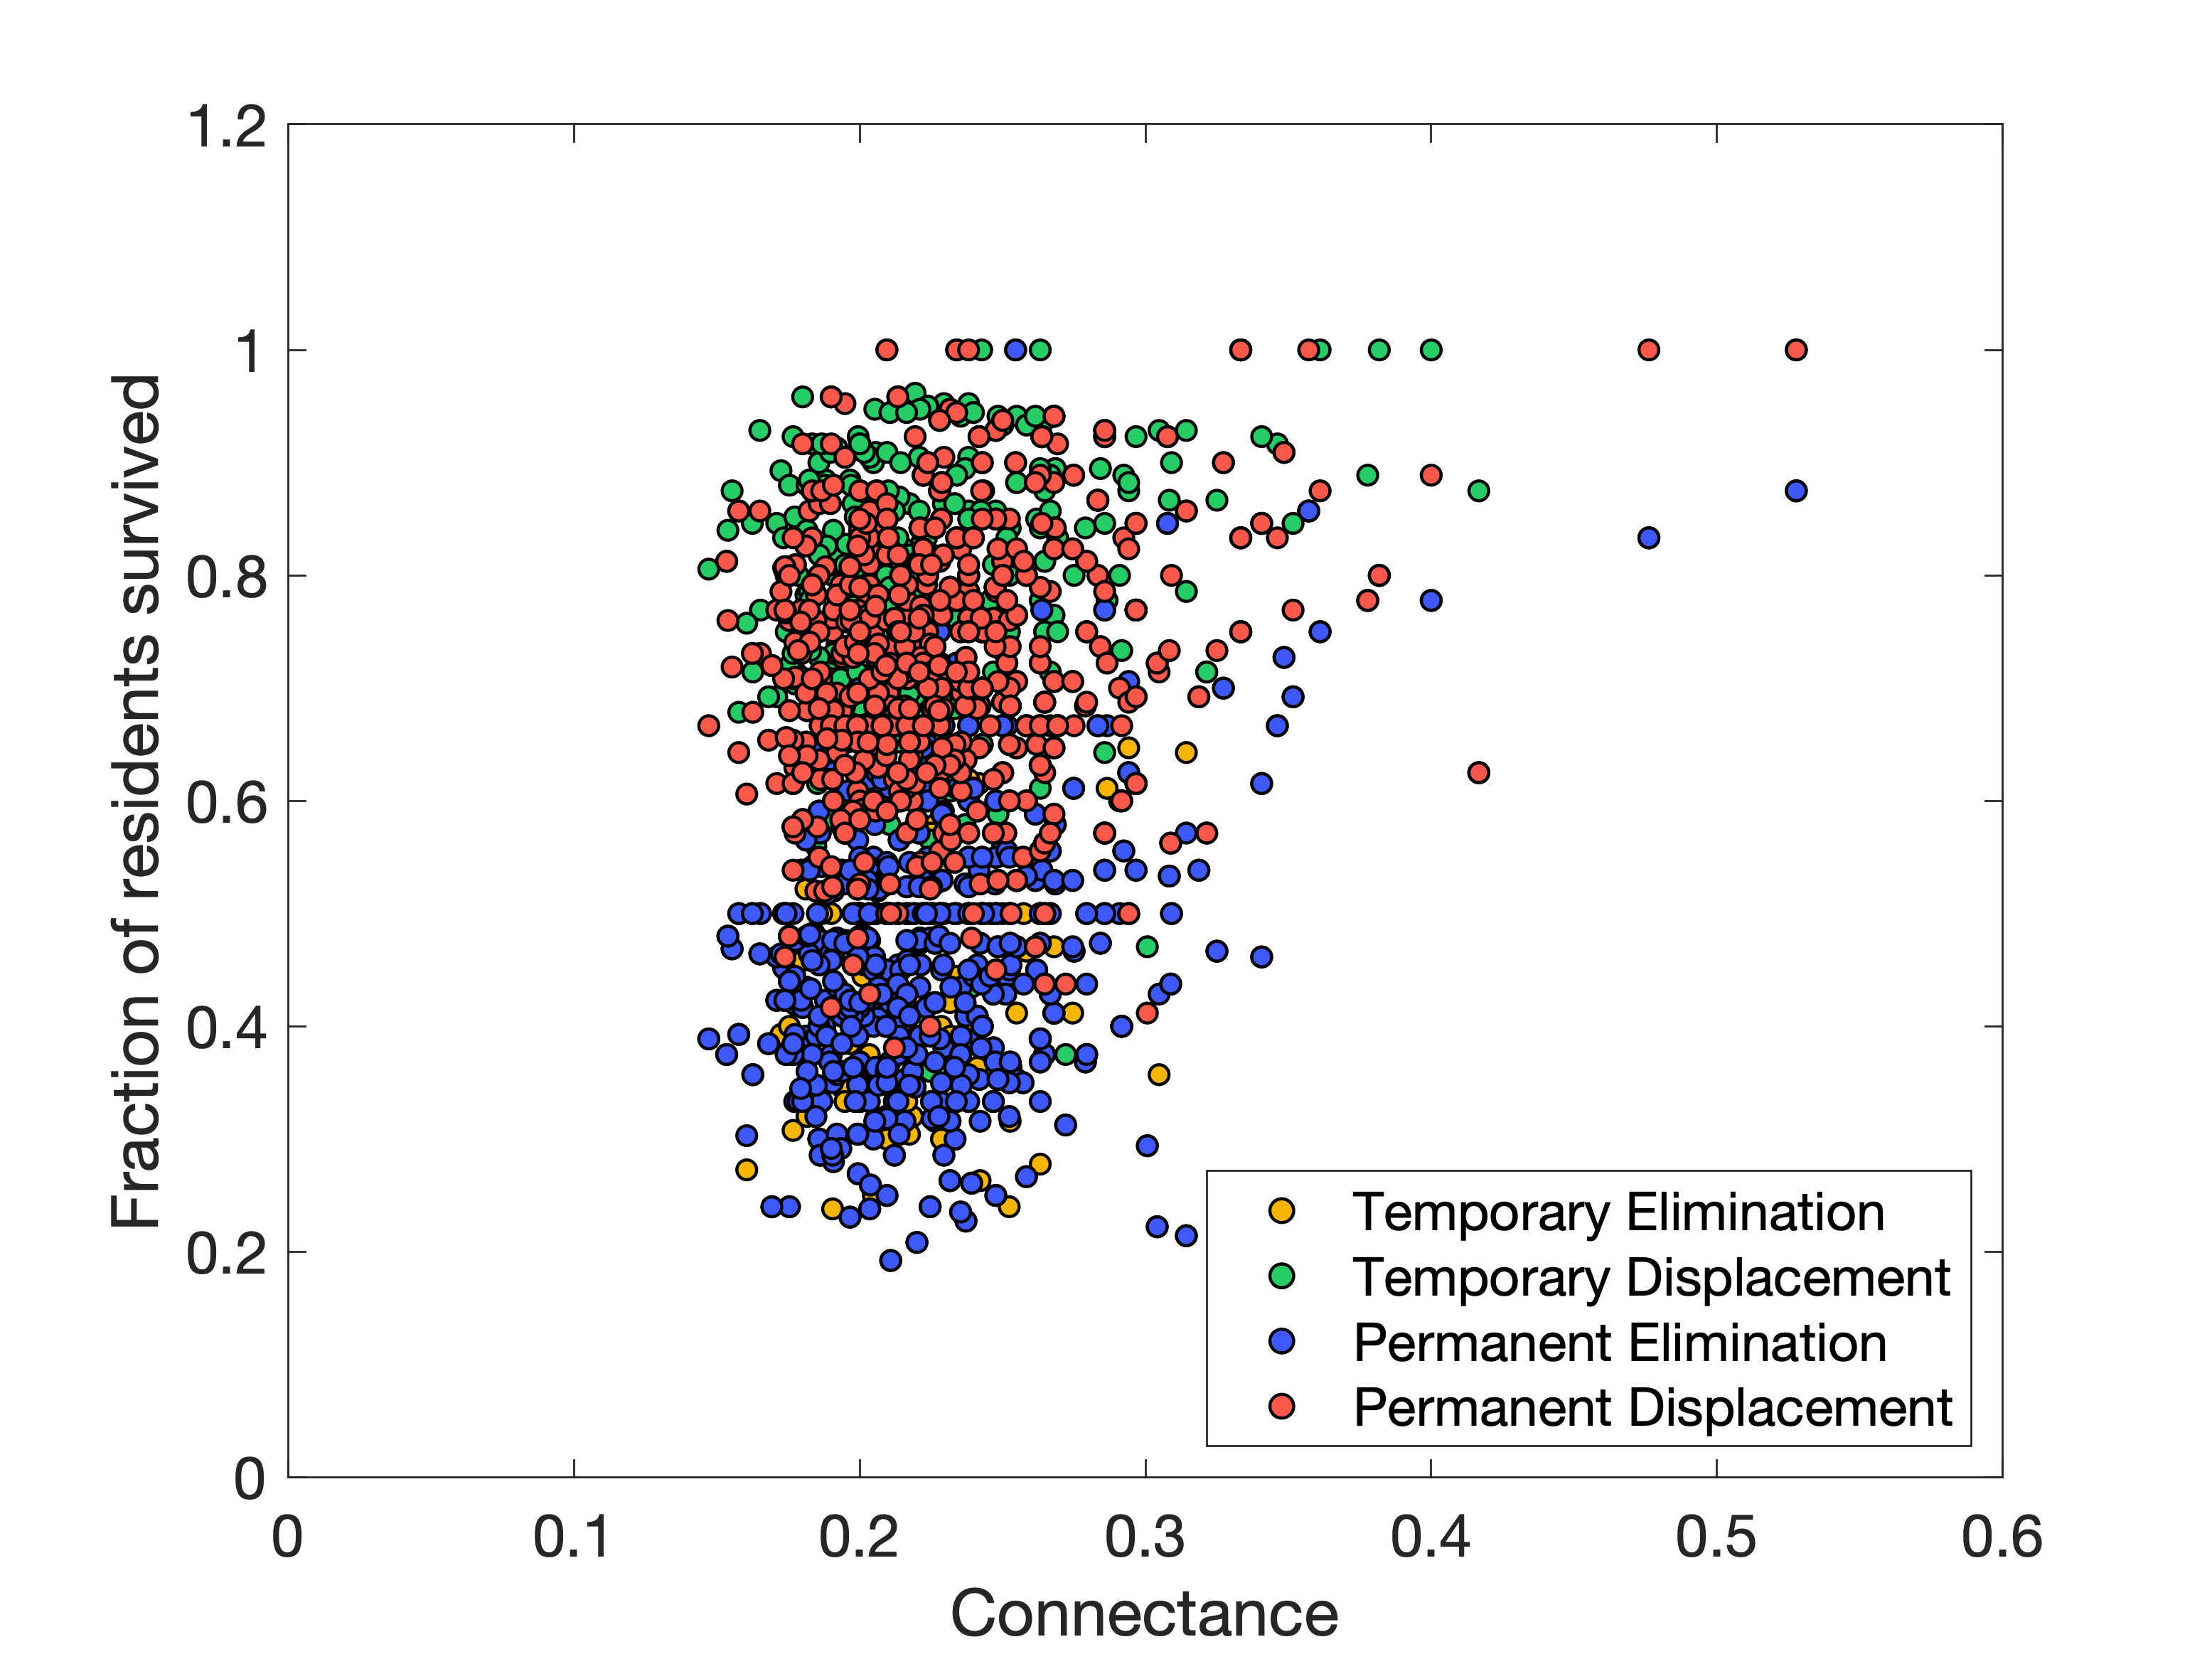 1.2
1
0.8
0.6
0.4
0.2
0
Fraction of residents survived
Temporary Elimination
Temporary Displacement
Permanent Elimination
Permanent Displacement
0 0.1 0.2 0.3 0.4 0.5 0.6
Connectance